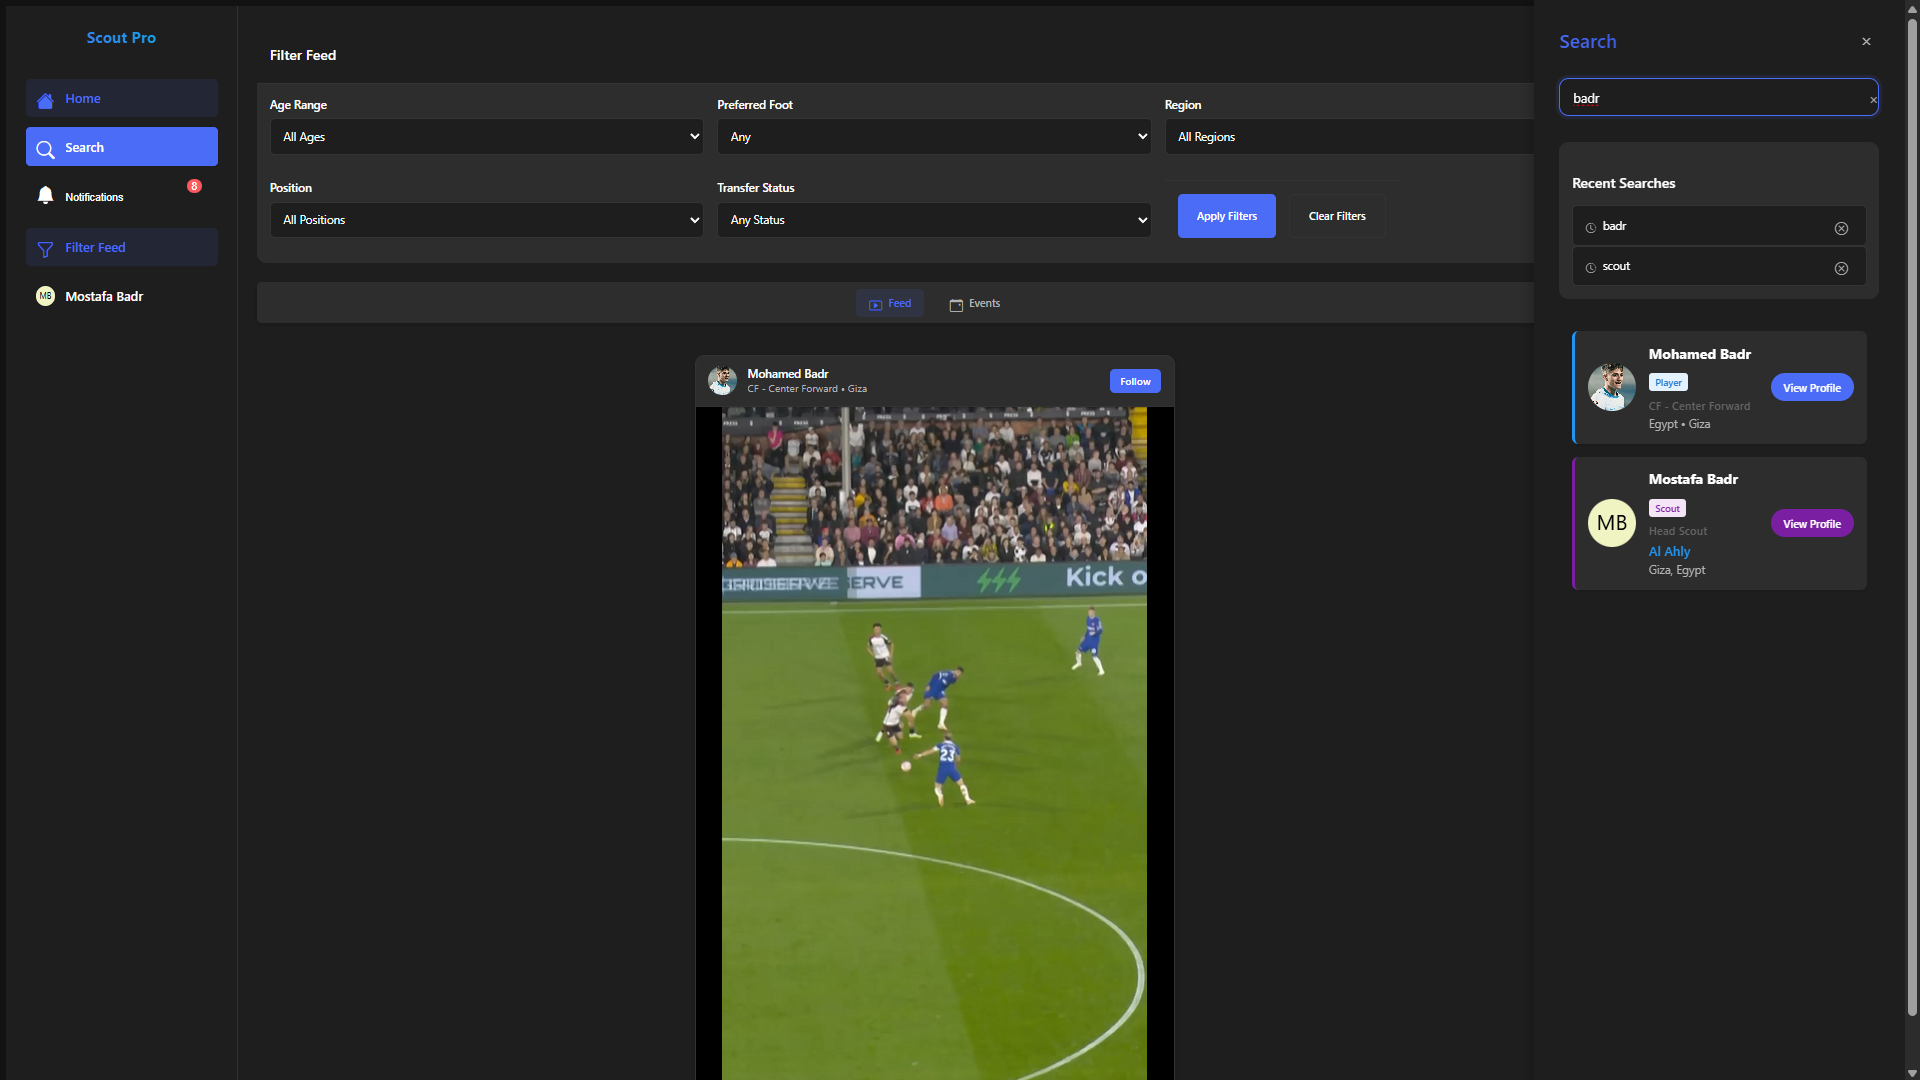 Scout Pro
Home
Search
Notifications
8
Filter Feed
MB
Mostafa Badr
Filter Feed
Age Range
All Ages
Preferred Foot
Any
Region
All Regions
Position
All Positions
Transfer Status
Any Status
Apply Filters
Clear Filters
Feed
Events
Mohamed Badr
CF - Center Forward • Giza
Follow
ERVE
Kick o
23
Search
×
badr
×
Recent Searches
badr
scout
Mohamed Badr
Player
CF - Center Forward
Egypt • Giza
View Profile
MB
Mostafa Badr
Scout
Head Scout
Al Ahly
Giza, Egypt
View Profile